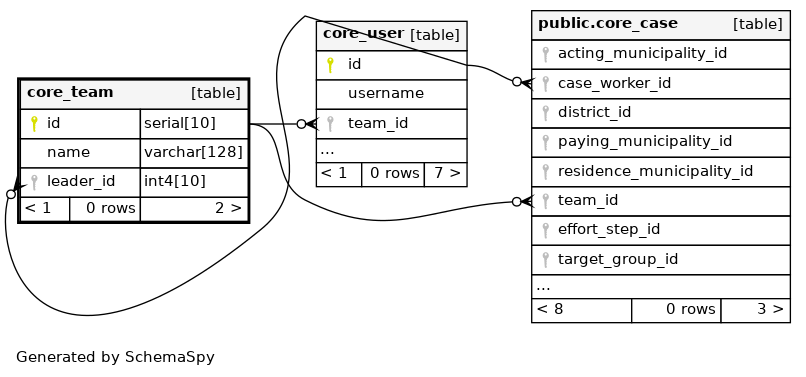 core_team [table]
id serial[10]
name varchar[128]
leader_id int4[10]
< 1 0 rows 2 >
core_user [table]
id
username
team_id
...
< 1 0 rows 7 >
public.core_case [table]
acting_municipality_id
case_worker_id
district_id
paying_municipality_id
residence_municipality_id
team_id
effort_step_id
target_group_id
...
< 8 0 rows 3 >
Generated by SchemaSpy